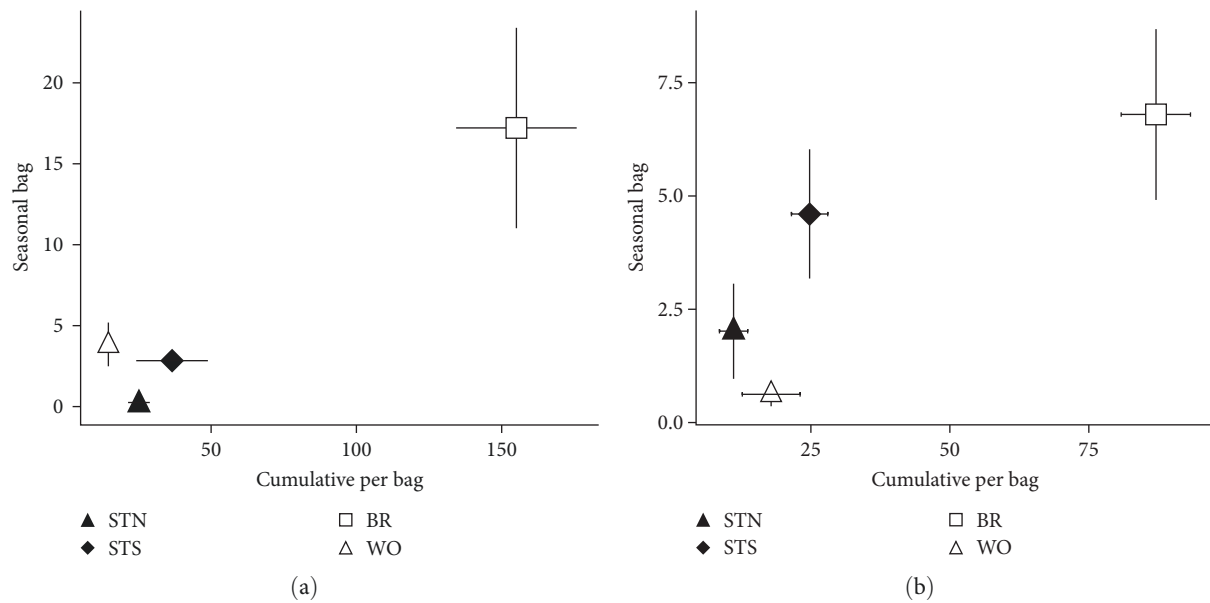 20
15
10
5
0
Seasonal bag
50
100
150
Cumulative per bag
STN
BR
STS
WO
(a)
7.5
5.0
2.5
0.0
Seasonal bag
25
50
75
Cumulative per bag
STN
BR
STS
WO
(b)